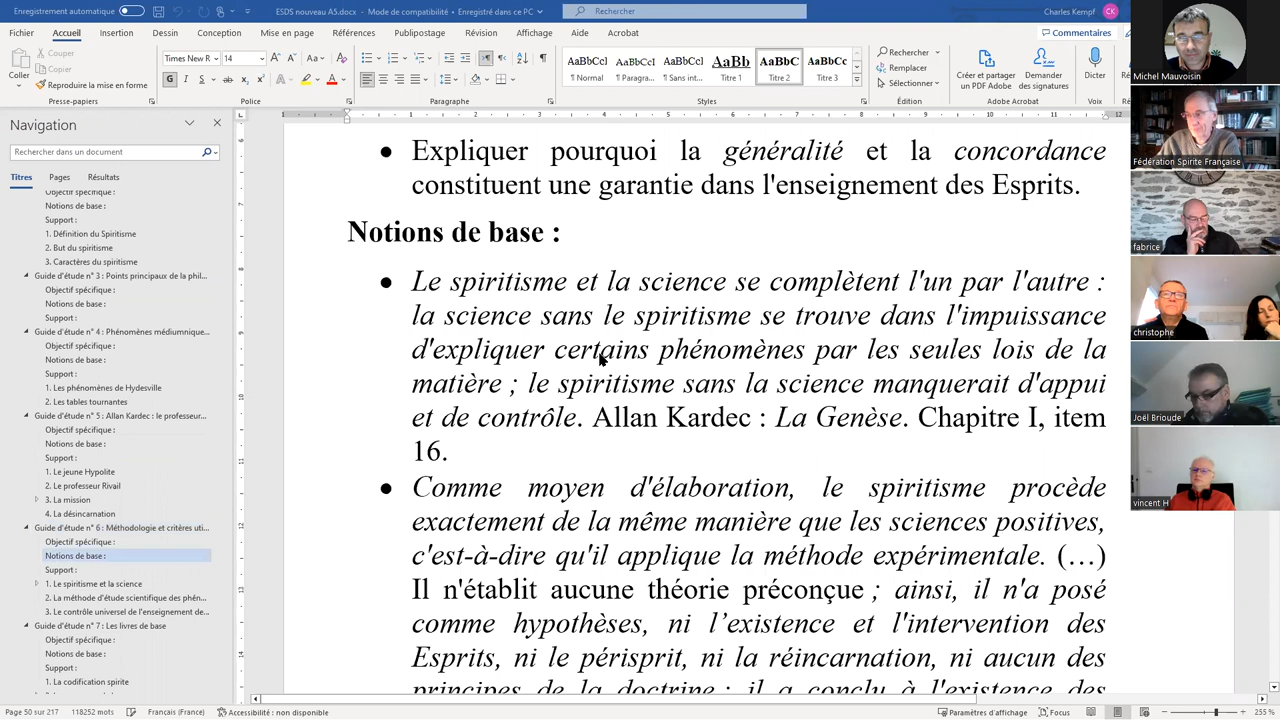 Enregistrement automatique
ESDS nouveau A5.docx - Mode de compatibilité • Enregistré dans ce PC
Rechercher
Charles Kempf
CK
Fichier Accueil Insertion Dessin Conception Mise en page Références Publipostage Révision Affichage Aide Acrobat
Commentaires
Coller
Couper
Copier
Reproduire la mise en forme
Presse-papiers
Times New R
14
Police
Paragraphe
AaBbCcI
¶ Normal
AaBbCcI
¶ Paragra...
AaBbCcI
¶ Sans int...
AaBb
Titre 1
AaBbC
Titre 2
AaBbCc
Titre 3
Styles
Rechercher
Remplacer
Sélectionner
Édition
Créer et partager
un PDF Adobe
Demander
des signatures
Adobe Acrobat
Dicter
Voix
Navigation
Rechercher dans un document
Titres Pages Résultats
Objectif spécifique :
Notions de base :
Support :
1. Définition du Spiritisme
2. But du spiritisme
3. Caractères du spiritisme
Guide d'étude n° 3 : Points principaux de la phil...
Objectif spécifique :
Notions de base :
Guide d'étude n° 4 : Phénomènes médiumnique...
Objectif spécifique :
Notions de base :
Support :
1. Les phénomènes de Hydesville
2. Les tables tournantes
Guide d'étude n° 5 : Allan Kardec : le professeur...
Objectif spécifique :
Notions de base :
Support :
1. Le jeune Hypolite
2. Le professeur Rivail
3. La mission
4. La désincarnation
Guide d'étude n° 6 : Méthodologie et critères uti...
Objectif spécifique :
Notions de base :
Support :
1. Le spiritisme et la science
2. La méthode d'étude scientifique des phén...
3. Le contrôle universel de l'enseignement de...
Guide d'étude n° 7 : Les livres de base
Objectif spécifique :
Notions de base :
Support :
1. La codification spirite
• Expliquer pourquoi la généralité et la concordance
constituent une garantie dans l'enseignement des Esprits.
Notions de base :
• Le spiritisme et la science se complètent l'un par l'autre :
la science sans le spiritisme se trouve dans l'impuissance
d'expliquer certains phénomènes par les seules lois de la
matière ; le spiritisme sans la science manquerait d'appui
et de contrôle. Allan Kardec : La Genèse. Chapitre I, item
16.
• Comme moyen d'élaboration, le spiritisme procède
exactement de la même manière que les sciences positives,
c'est-à-dire qu'il applique la méthode expérimentale. (…)
Il n'établit aucune théorie préconçue ; ainsi, il n'a posé
comme hypothèses, ni l’existence et l'intervention des
Esprits, ni le périsprit, ni la réincarnation, ni aucun des
principes de la doctrine ; il a conclu à l'existence des
Michel Mauvoisin
Fédération Spirite Française
fabrice
christophe
Joël Brioude
vincent H
Page 50 sur 217
118252 mots
Français (France)
Accessibilité : non disponible
Paramètres d'affichage
Focus
255 %